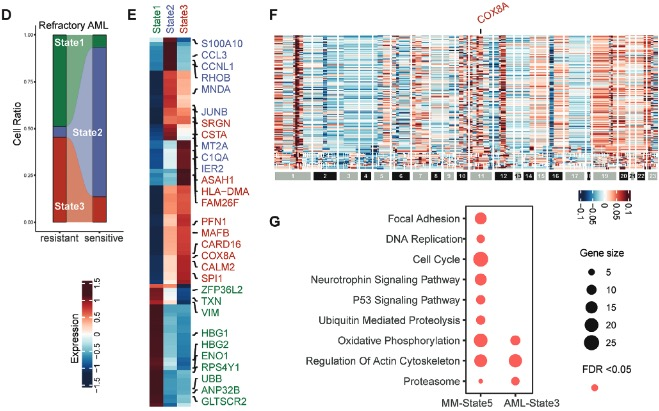 D
Refractory AML
State1
State2
State3
Cell Ratio
1.00
0.75
0.50
0.25
0.00
resistant
sensitive
Expression
1.5
1
0.5
0
-0.5
-1
-1.5
E
State1
State2
State3
S100A10
CCL3
CCNL1
RHOB
MNDA
JUNB
SRGN
CSTA
MT2A
C1QA
IER2
ASAH1
HLA-DMA
FAM26F
PFN1
MAFB
CARD16
COX8A
CALM2
SPI1
ZFP36L2
TXN
VIM
HBG1
HBG2
ENO1
RPS4Y1
UBB
ANP32B
GLTSCR2
F
COX8A
1 2 3 4 5 6 7 8 9 10 11 12 13 14 15 16 17 18 19 20 21 22 23
-0.1
-0.05
0
0.05
0.1
G
Focal Adhesion
DNA Replication
Cell Cycle
Neurotrophin Signaling Pathway
P53 Signaling Pathway
Ubiquitin Mediated Proteolysis
Oxidative Phosphorylation
Regulation Of Actin Cytoskeleton
Proteasome
MM-State5
AML-State3
Gene size
5
10
15
20
25
FDR <0.05